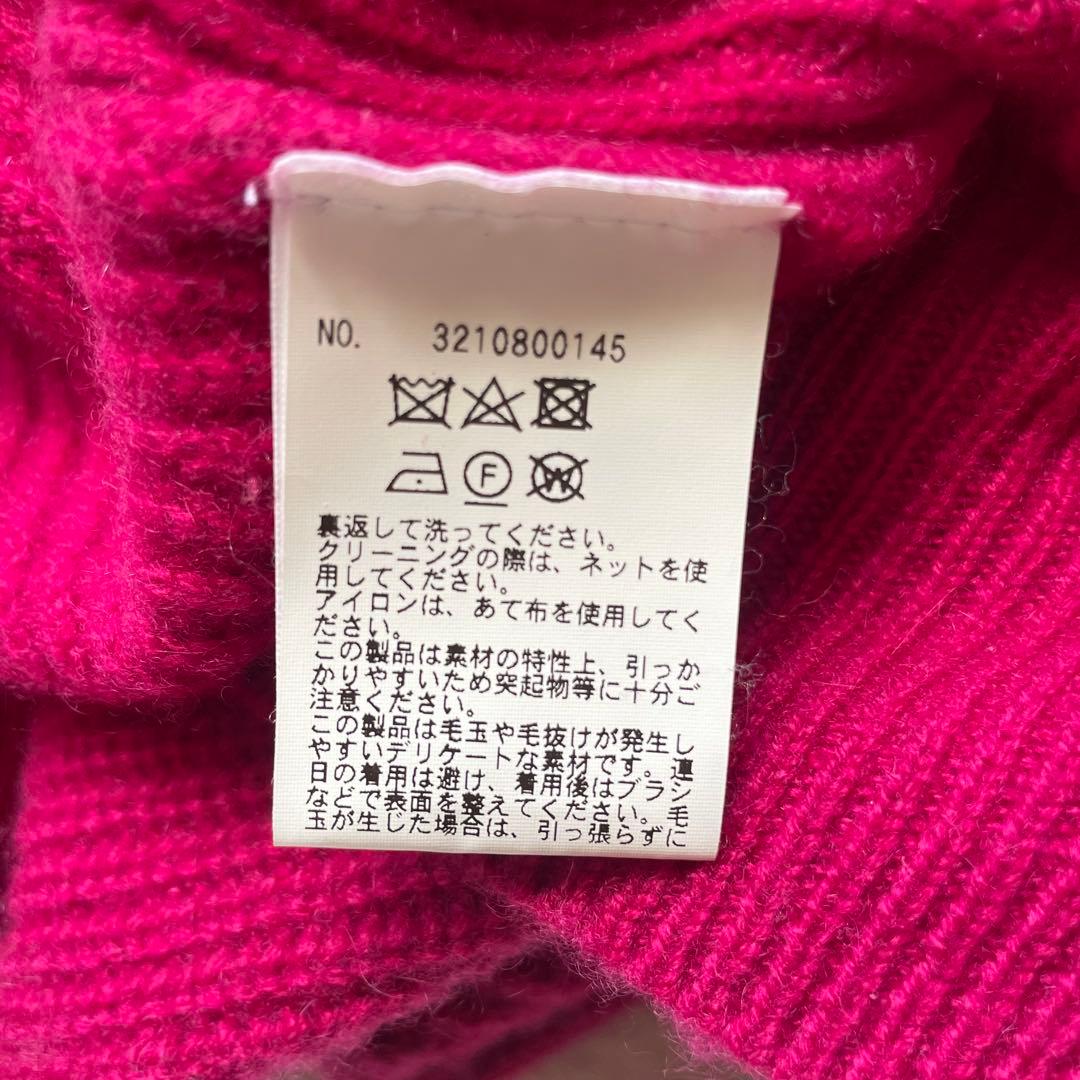 NO. 3210800145
F
W
裏返して洗ってください。
クリーニングの際は、ネットを使
用してください。
アイロンは、あて布を使用してく
ださい。
この製品は素材の特性上、引っか
かりやすいため突起物等に十分ご
注意ください。
この製品は毛玉や毛抜けが発生し
やすいデリケートな素材です。連
日の着用は避け、着用後はブラシ
などで表面を整えてください。毛
玉が生じた場合は、引っ張らずに